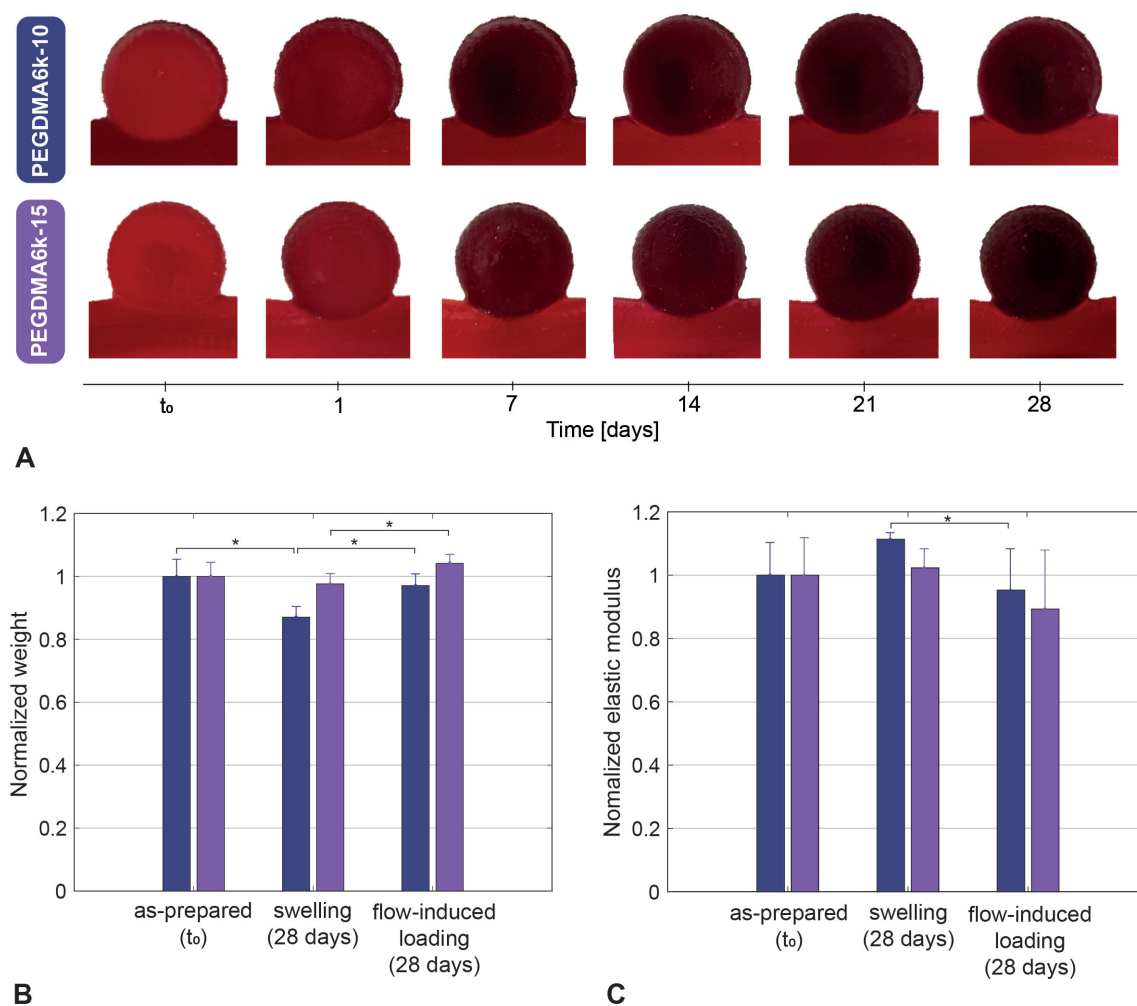 PEGDMA6k-10
PEGDMA6k-15
t₀ 1 7 14 21 28
Time [days]
A
1.2
1
0.8
0.6
0.4
0.2
0
Normalized weight
* * *
as-prepared
(t₀)
swelling
(28 days)
flow-induced
loading
(28 days)
B
1.2
1
0.8
0.6
0.4
0.2
0
Nomalized elastic modulus
*
as-prepared
(t₀)
swelling
(28 days)
flow-induced
loading
(28 days)
C